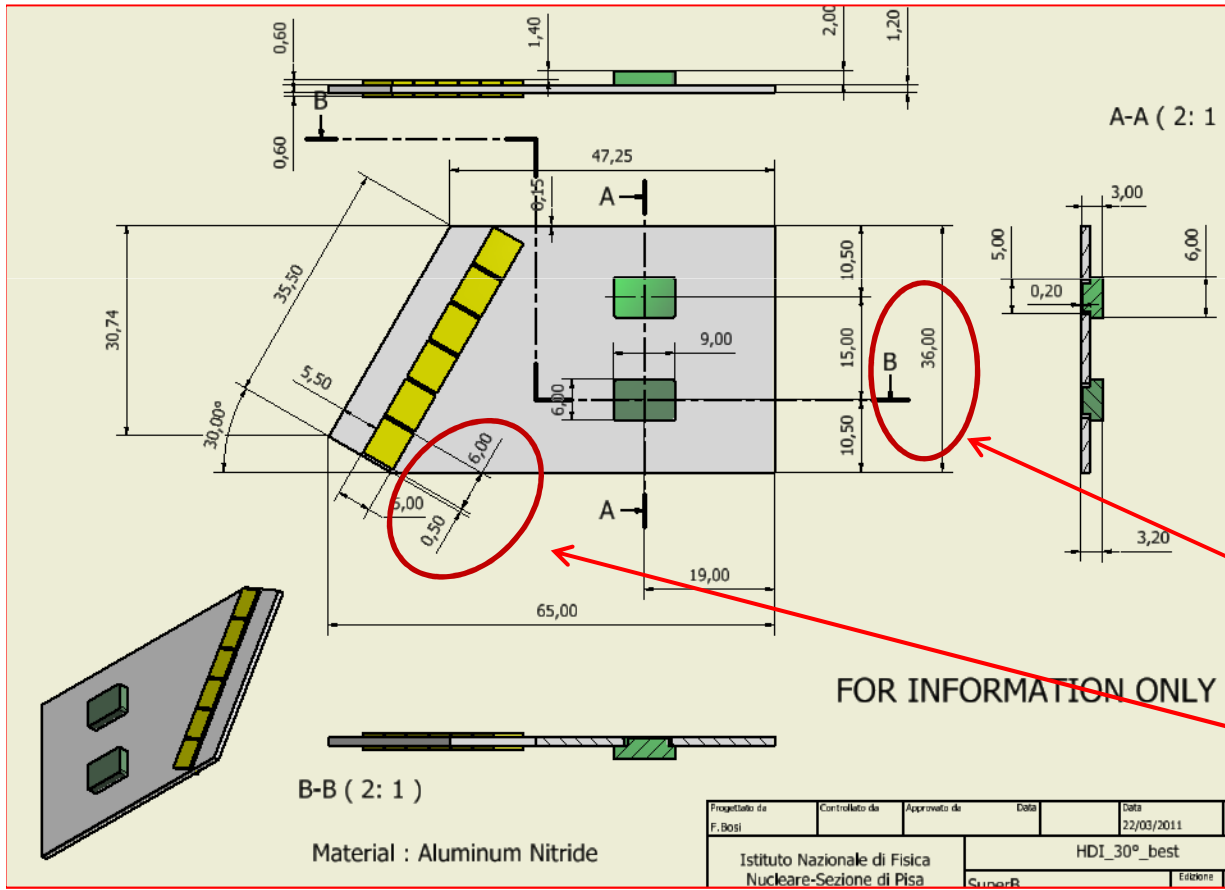 0,60
1,40
2,00
1,20
B
0,60
A-A ( 2: 1
47,25
A
0,15
3,00
35,50
10,50
5,00
6,00
0,20
30,74
9,00
15,00
36,00
B
5,50
6,00
30,00°
6,00
10,50
6,00
0,50
A
3,20
19,00
65,00
FOR INFORMATION ONLY
B-B ( 2: 1 )
Material : Aluminum Nitride
Progettato da
Controllato da
Approvato da
Data
Data
F.Bosi
22/03/2011
Istituto Nazionale di Fisica
Nucleare-Sezione di Pisa
HDI_30°_best
SuperB
Edizione